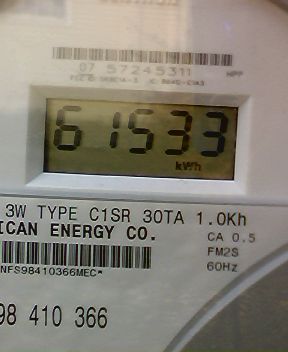 07 57245311 HPP
61533
kWh
3W TYPE C1SR 30TA 1.0Kh
ICAN ENERGY CO. CA 0.5
FM2S
NFS98410366MEC* 60Hz
98 410 366